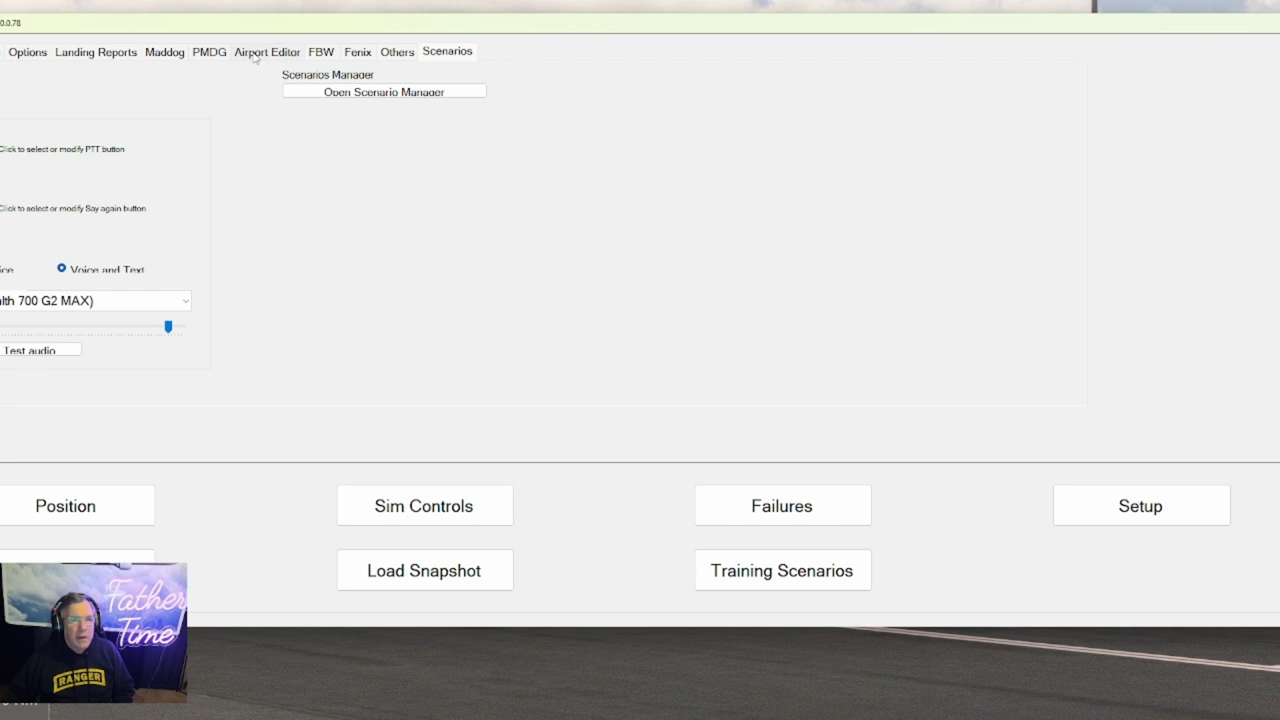 0.0.78
Options Landing Reports Maddog PMDG Airport Editor FBW Fenix Others Scenarios
Scenarios Manager
Open Scenario Manager
Click to select or modify PTT button
Click to select or modify Say again button
ice Voice and Text
alth 700 G2 MAX)
Test audio
Position Sim Controls Failures Setup
Load Snapshot Training Scenarios
Father
Time
RANGER